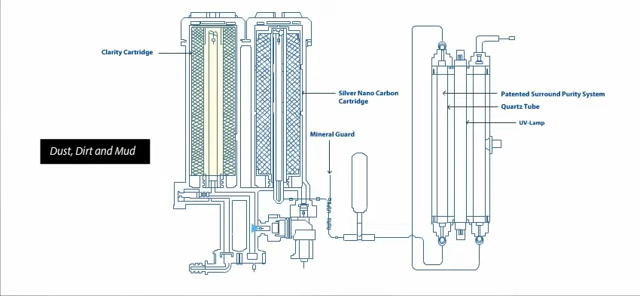 Clarity Cartridge
Silver Nano Carbon
Cartridge
Mineral Guard
Patented Surround Purity System
Quartz Tube
UV-Lamp
Dust, Dirt and Mud